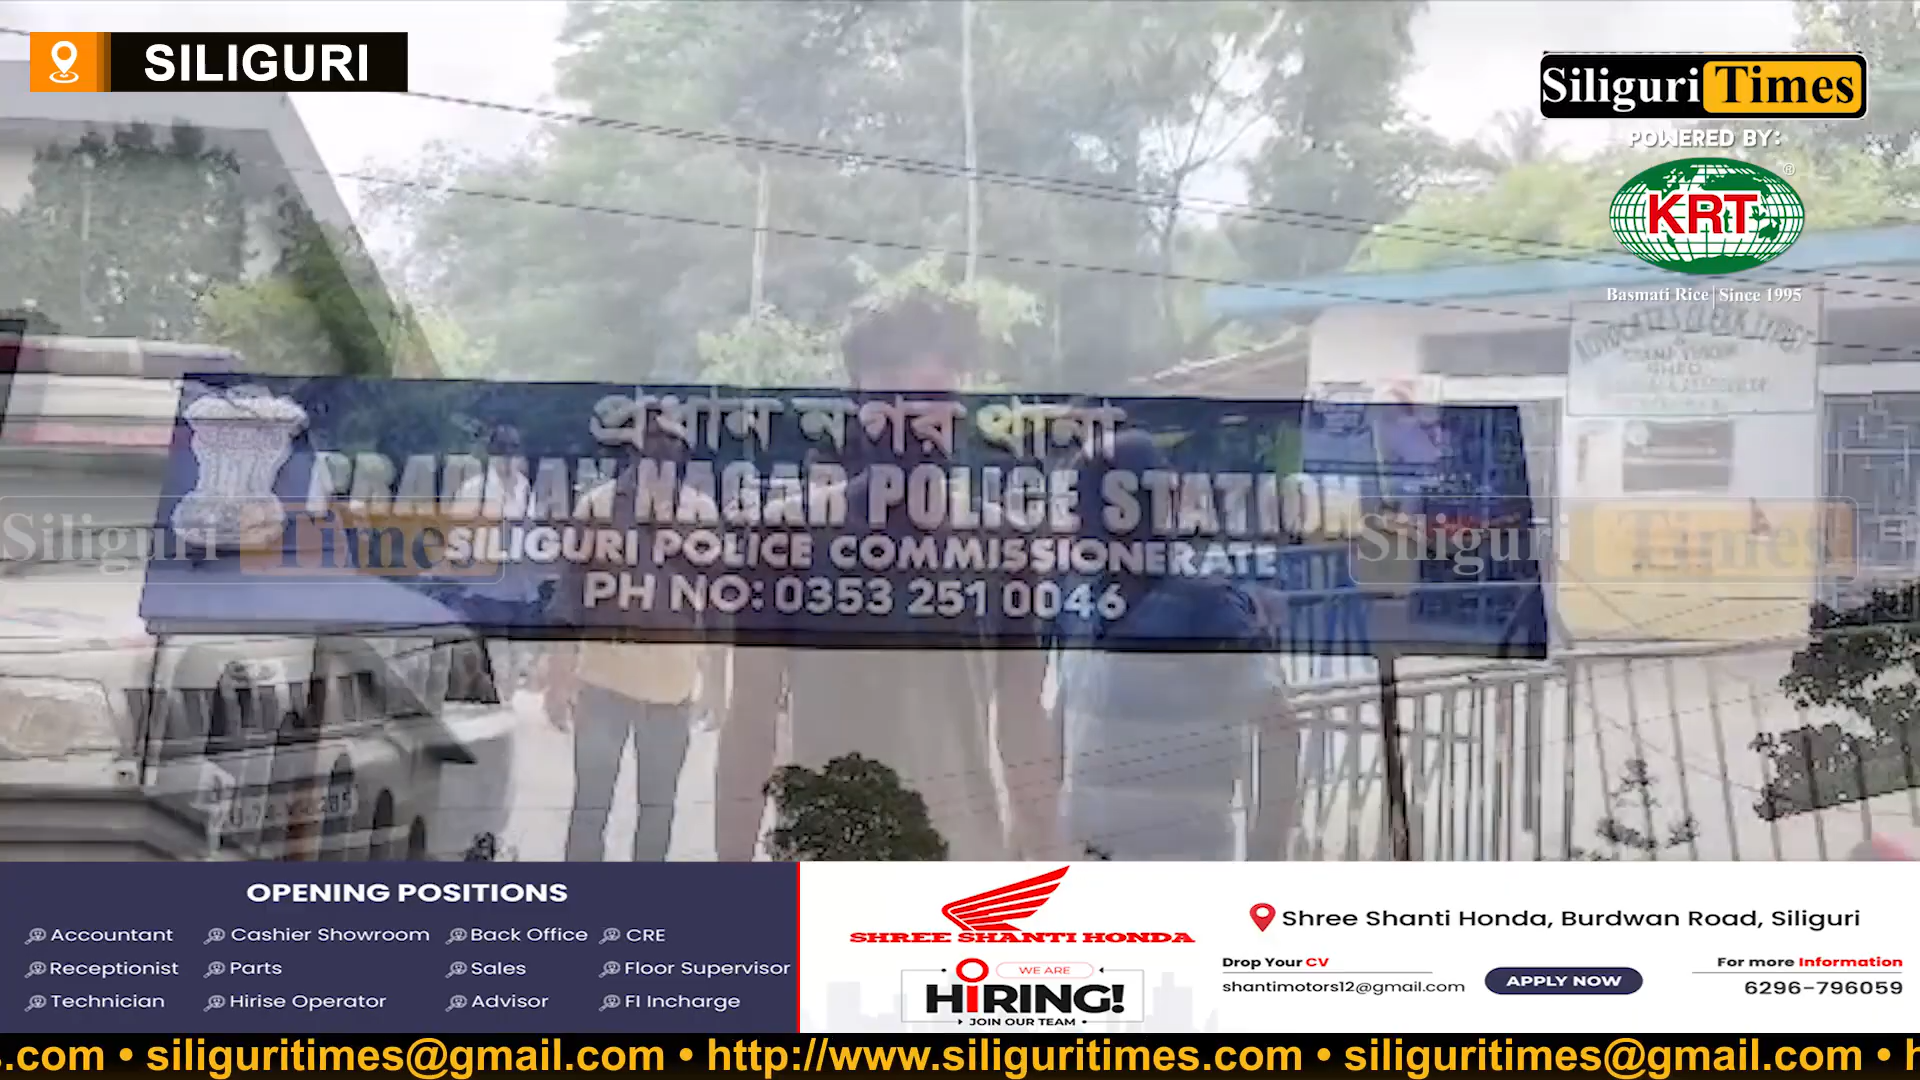 SILIGURI
Siliguri Times
POWERED BY:
KRT
®
Basmati Rice | Since 1995
প্রধান নগর থানা
PRADHAN NAGAR POLICE STATION
SILIGURI POLICE COMMISSIONERATE
PH NO: 0353 251 0046
Siliguri Times
Siliguri Times
OPENING POSITIONS
Accountant Cashier Showroom Back Office CRE
Receptionist Parts Sales Floor Supervisor
Technician Hirise Operator Advisor FI Incharge
SHREE SHANTI HONDA
WE ARE
HIRING!
JOIN OUR TEAM
Shree Shanti Honda, Burdwan Road, Siliguri
Drop Your CV
shantimotors12@gmail.com
APPLY NOW
For more Information
6296-796059
s.com • siliguritimes@gmail.com • http://www.siliguritimes.com • siliguritimes@gmail.com • h